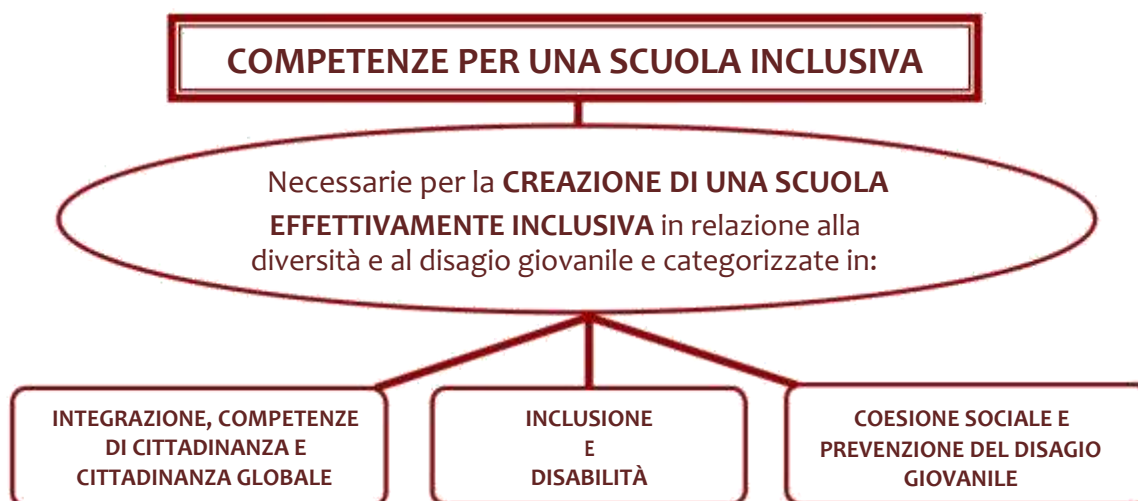 COMPETENZE PER UNA SCUOLA INCLUSIVA
Necessarie per la CREAZIONE DI UNA SCUOLA
EFFETTIVAMENTE INCLUSIVA in relazione alla
diversità e al disagio giovanile e categorizzate in:
INTEGRAZIONE, COMPETENZE
DI CITTADINANZA E
CITTADINANZA GLOBALE
INCLUSIONE
E
DISABILITÀ
COESIONE SOCIALE E
PREVENZIONE DEL DISAGIO
GIOVANILE